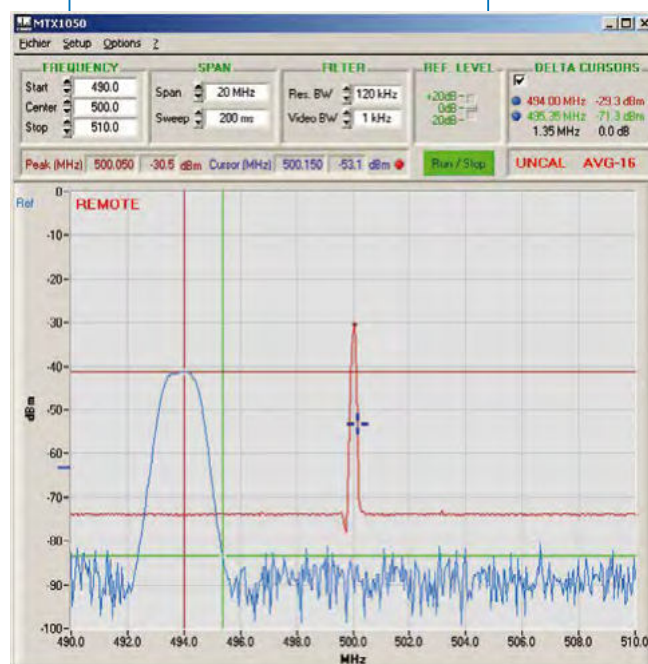 MTX1050
Fichier Setup Options ?
FREQUENCY
Start 490.0
Center 500.0
Stop 510.0
SPAN
Span 20 MHz
Sweep 200 ms
FILTER
Res. BW 120 kHz
Video BW 1 kHz
REF. LEVEL
+20dB
0dB
-20dB
DELTA CURSORS
494.00 MHz -29.3 dBm
495.35 MHz -71.3 dBm
1.35 MHz 0.0 dB
Peak (MHz) 500.050 -30.5 dBm Cursor (MHz) 500.150 -53.1 dBm
Run / Stop
UNCAL AVG-16
Ref
REMOTE
0-
-10-
-20-
-30-
-40-
-50-
-60-
-70-
-80-
-90-
-100-
dBm
490.0 492.0 494.0 496.0 498.0 500.0 502.0 504.0 506.0 508.0 510.0
MHz